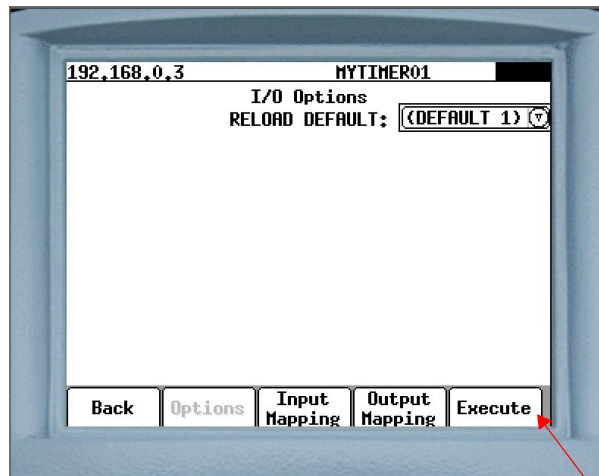 192.168.0.3 MYTIMER01
I/O Options
RELOAD DEFAULT: (DEFAULT 1)
Back Options Input Mapping Output Mapping Execute